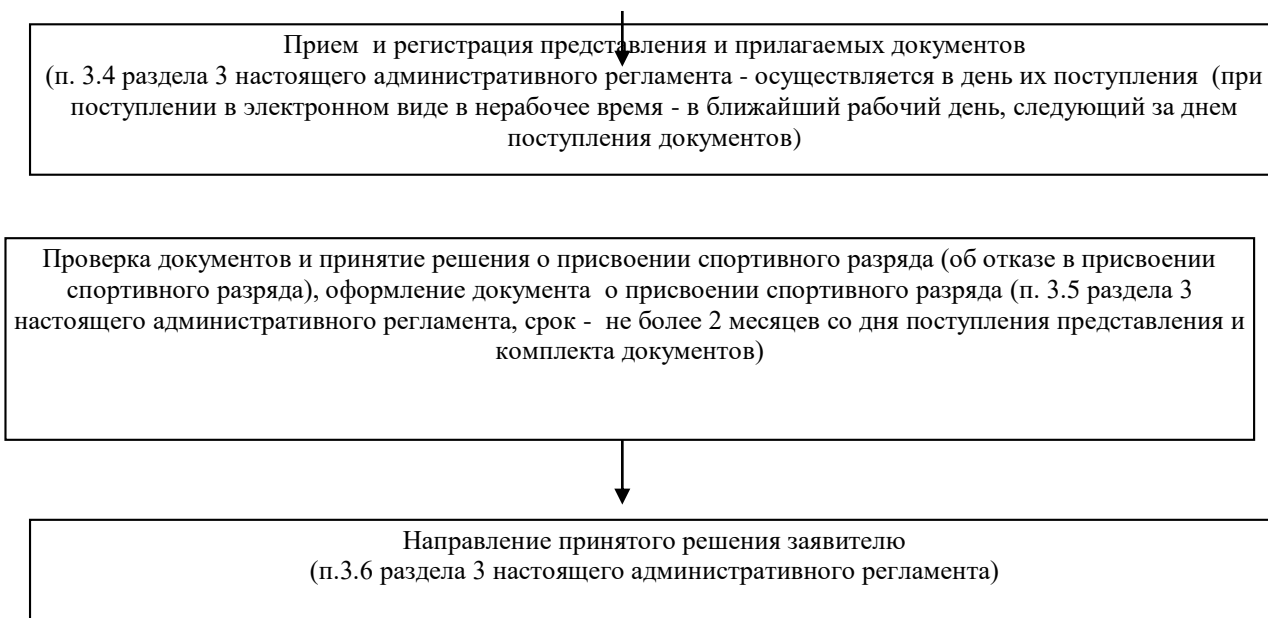 Прием  и регистрация представления и прилагаемых документов
(п. 3.4 раздела 3 настоящего административного регламента - осуществляется в день их поступления  (при
поступлении в электронном виде в нерабочее время - в ближайший рабочий день, следующий за днем
поступления документов)
Проверка документов и принятие решения о присвоении спортивного разряда (об отказе в присвоении
спортивного разряда), оформление документа  о присвоении спортивного разряда (п. 3.5 раздела 3
настоящего административного регламента, срок -  не более 2 месяцев со дня поступления представления и
комплекта документов)
Направление принятого решения заявителю
(п.3.6 раздела 3 настоящего административного регламента)